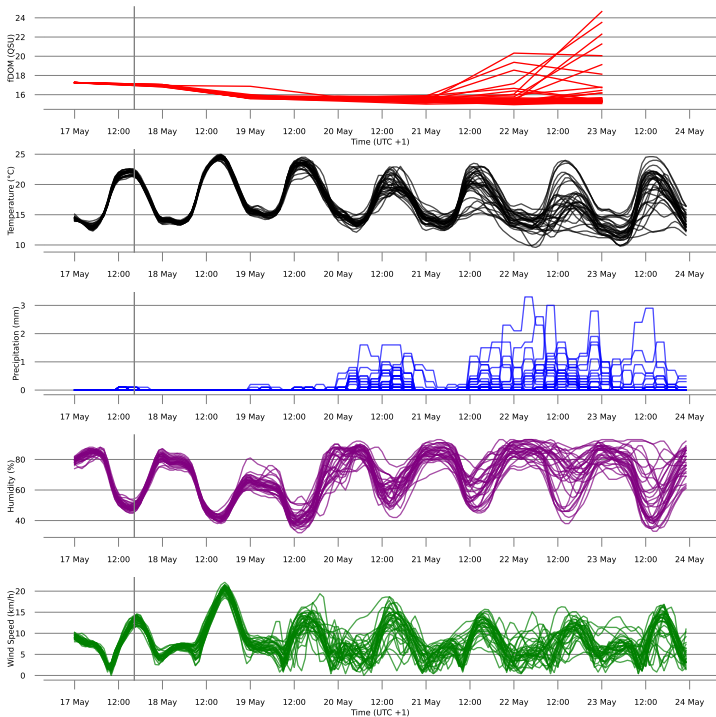 fDOM (QSU)
24
22
20
18
16
17 May 12:00 18 May 12:00 19 May 12:00 20 May 12:00 21 May 12:00 22 May 12:00 23 May 12:00 24 May
Time (UTC +1)
Temperature (°C)
25
20
15
10
17 May 12:00 18 May 12:00 19 May 12:00 20 May 12:00 21 May 12:00 22 May 12:00 23 May 12:00 24 May
Precipitation (mm)
3
2
1
0
17 May 12:00 18 May 12:00 19 May 12:00 20 May 12:00 21 May 12:00 22 May 12:00 23 May 12:00 24 May
Humidity (%)
80
60
40
17 May 12:00 18 May 12:00 19 May 12:00 20 May 12:00 21 May 12:00 22 May 12:00 23 May 12:00 24 May
Wind Speed (km/h)
20
15
10
5
0
17 May 12:00 18 May 12:00 19 May 12:00 20 May 12:00 21 May 12:00 22 May 12:00 23 May 12:00 24 May
Time (UTC +1)